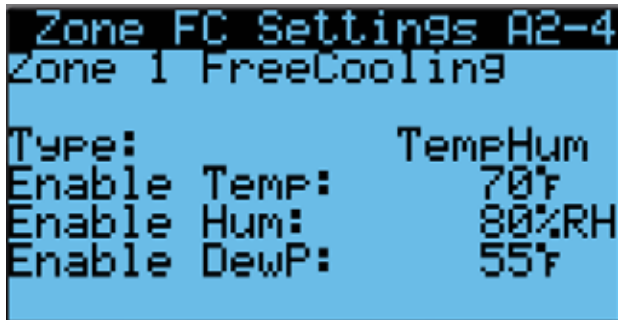 Zone FC Settings A2-4
Zone 1 FreeCooling
Type: TempHum
Enable Temp: 70°F
Enable Hum: 80%RH
Enable DewP: 55°F